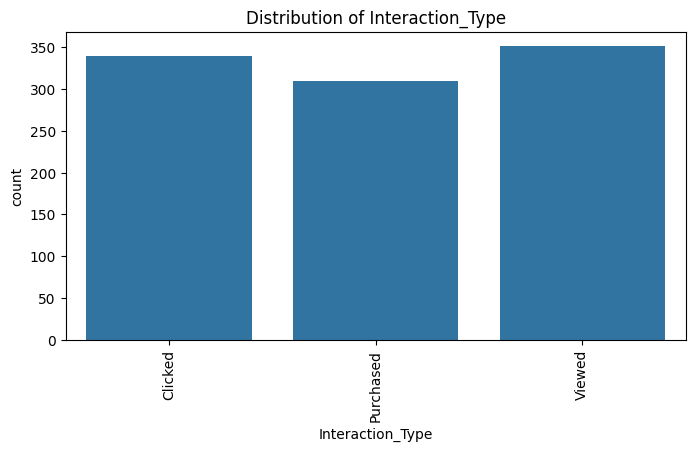 Distribution of Interaction_Type
350
300
250
200
150
100
50
0
count
Clicked
Purchased
Viewed
Interaction_Type